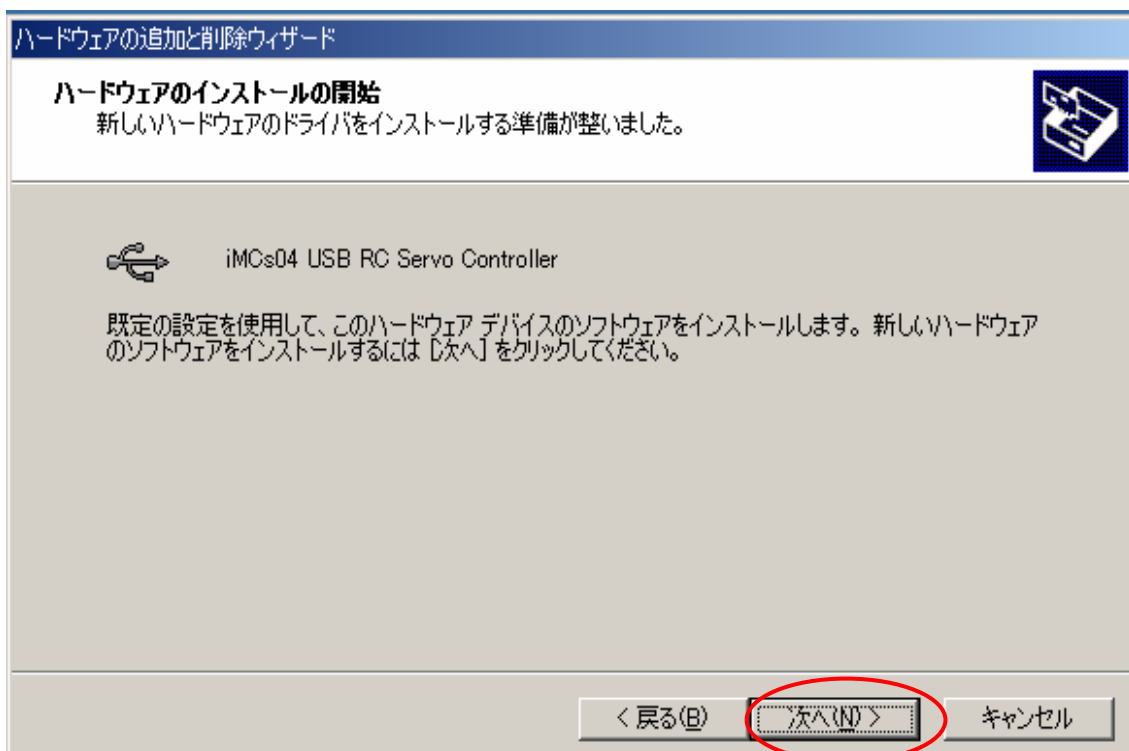 ハードウェアの追加と削除ウィザード
ハードウェアのインストールの開始
新しいハードウェアのドライバをインストールする準備が整いました。
iMCs04 USB RC Servo Controller
既定の設定を使用して、このハードウェア デバイスのソフトウェアをインストールします。 新しいハードウェア
のソフトウェアをインストールするには [次へ] をクリックしてください。
< 戻る(B)
次へ(N) >
キャンセル